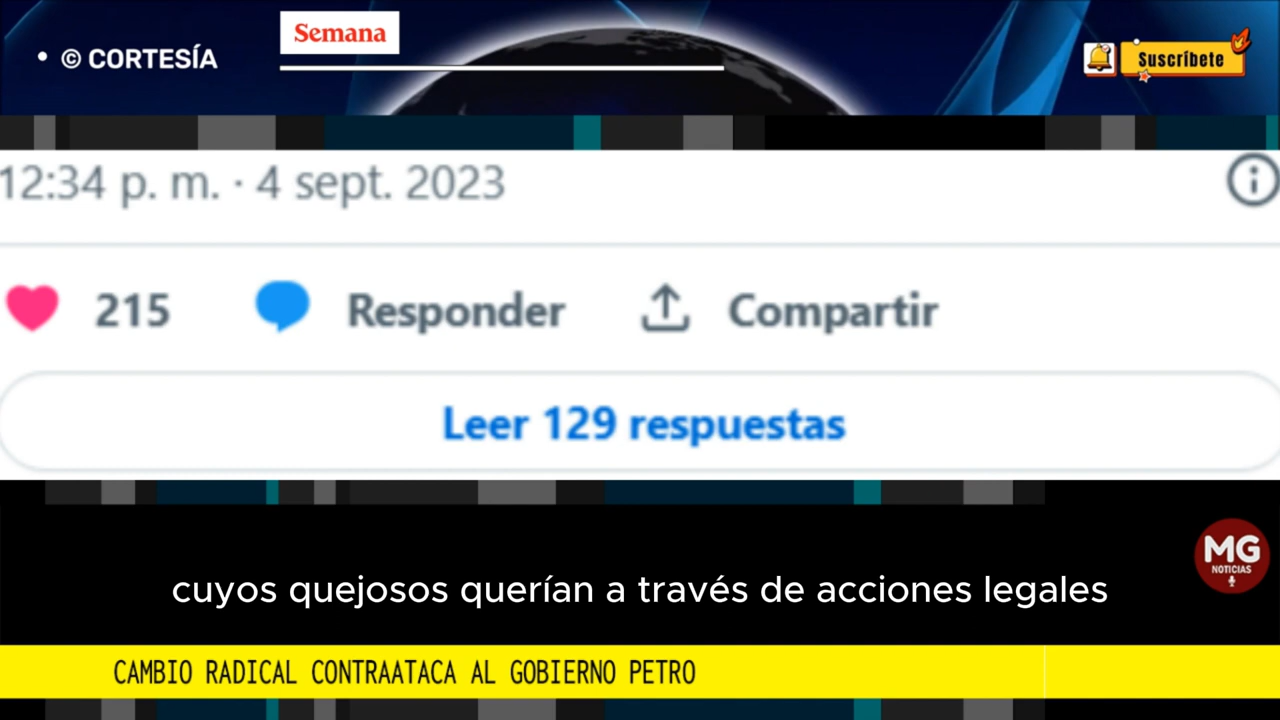 • © CORTESÍA
Semana
Suscríbete
12:34 p. m. · 4 sept. 2023
215 Responder Compartir
Leer 129 respuestas
MG
NOTICIAS
cuyos quejosos querían a través de acciones legales
CAMBIO RADICAL CONTRAATACA AL GOBIERNO PETRO